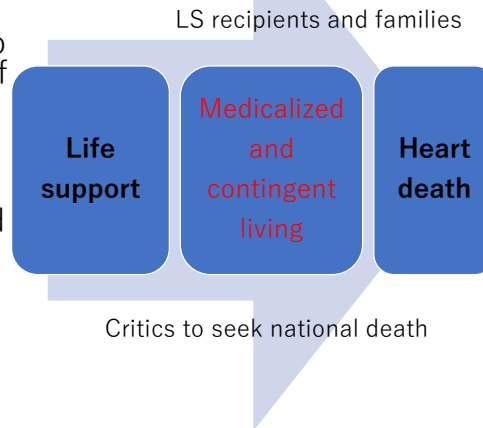 LS recipients and families
Life
support
Medicalized
and
contingent
living
Heart
death
Critics to seek national death